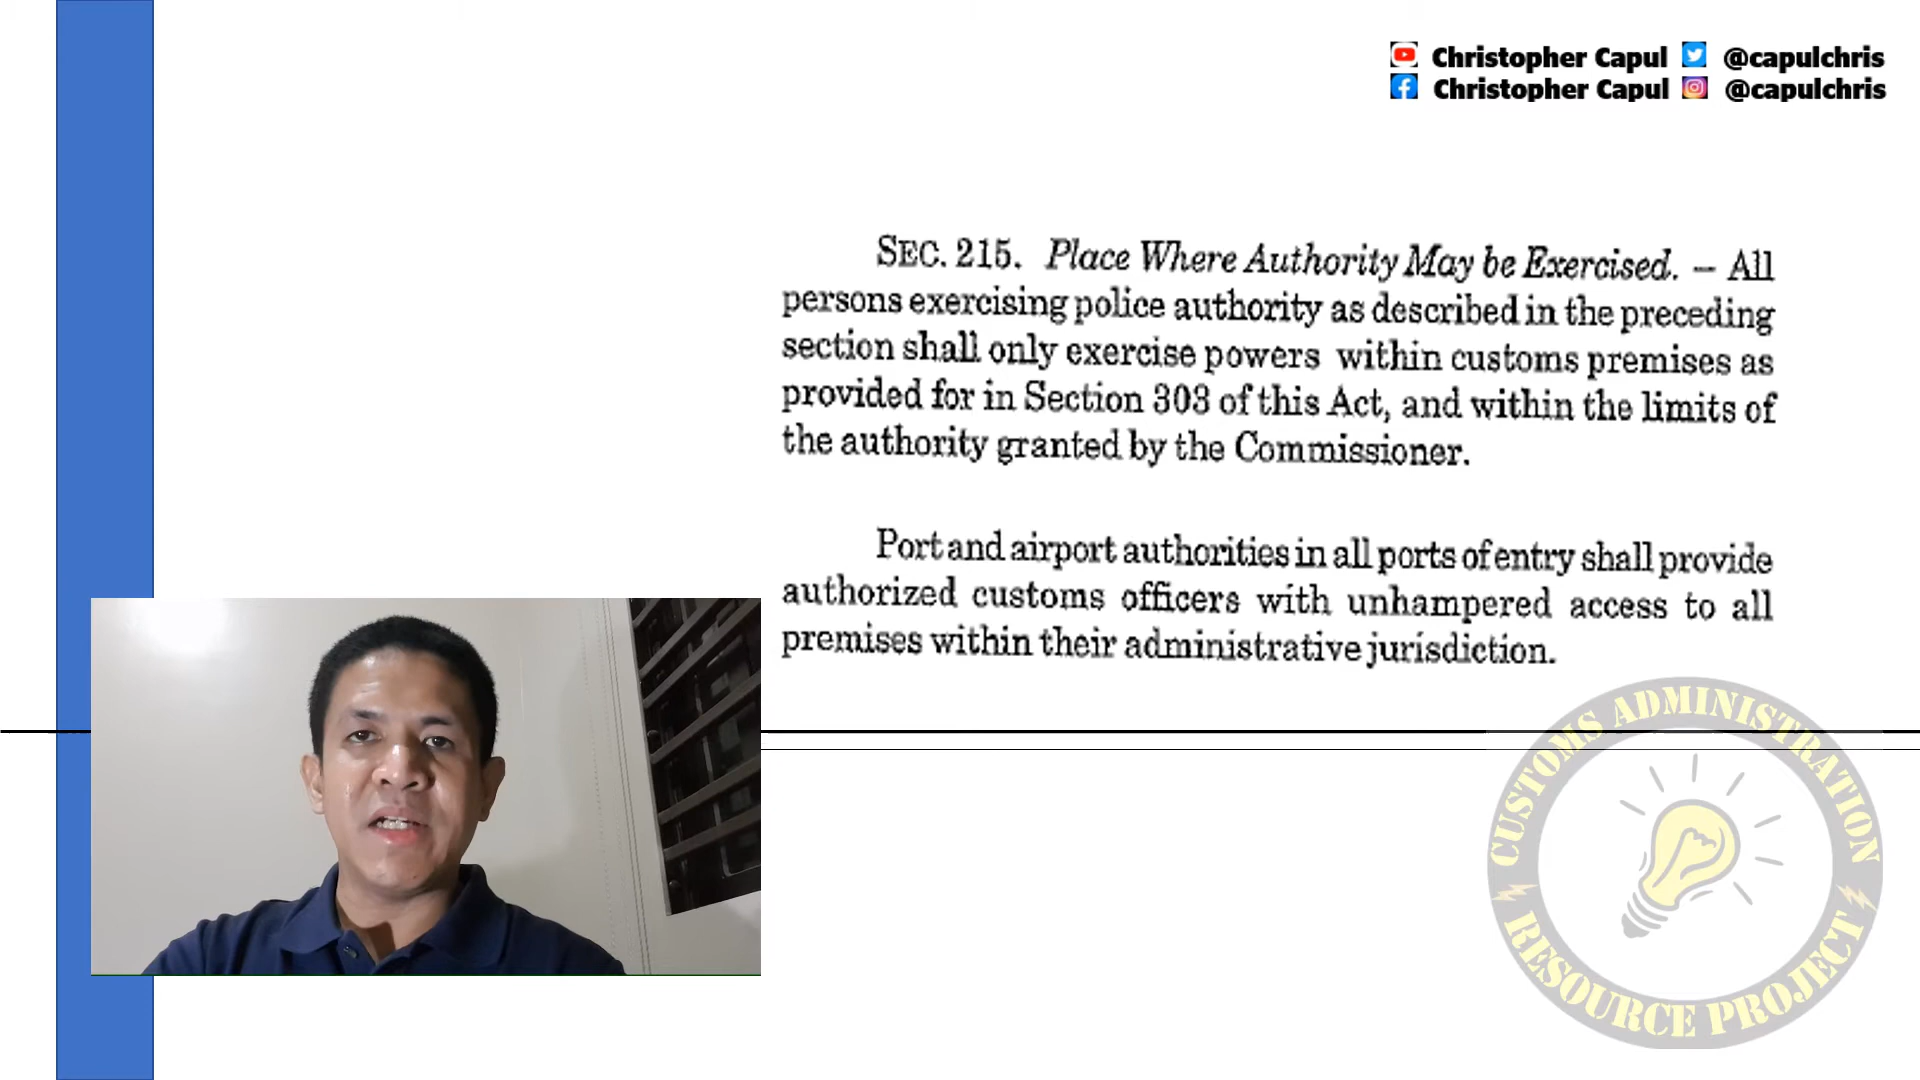 Christopher Capul @capulchris
Christopher Capul @capulchris
SEC. 215. Place Where Authority May be Exercised. – All
persons exercising police authority as described in the preceding
section shall only exercise powers within customs premises as
provided for in Section 303 of this Act, and within the limits of
the authority granted by the Commissioner.
Port and airport authorities in all ports of entry shall provide
authorized customs officers with unhampered access to all
premises within their administrative jurisdiction.
CUSTOMS ADMINISTRATION
RESOURCE PROJECT